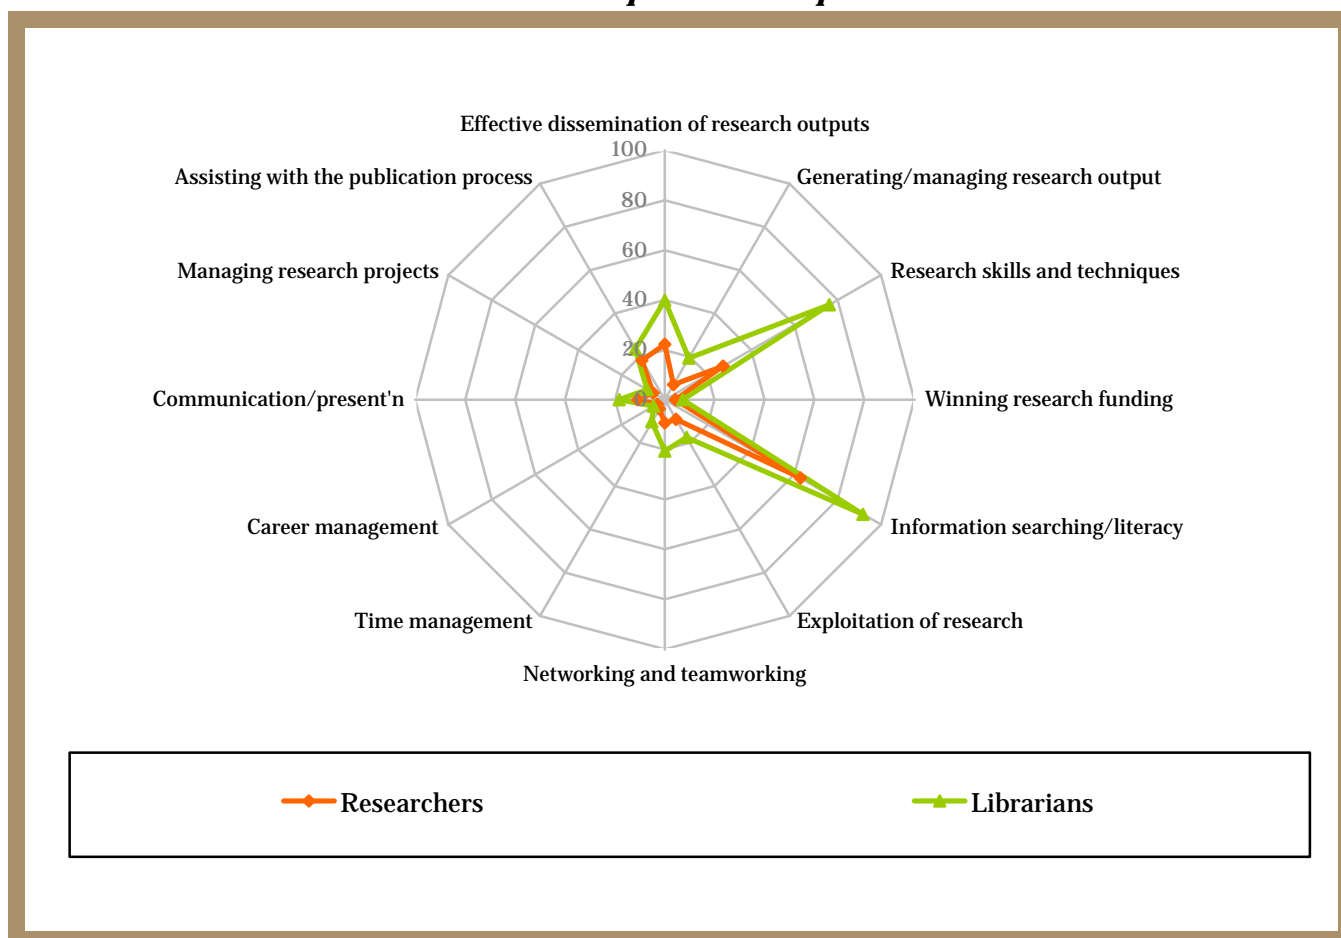 Effective dissemination of research outputs
100
Assisting with the publication process
Generating/managing research output
80
60
Managing research projects
Research skills and techniques
40
20
Communication/present'n
0
Winning research funding
Career management
Information searching/literacy
Time management
Exploitation of research
Networking and teamworking
Researchers
Librarians